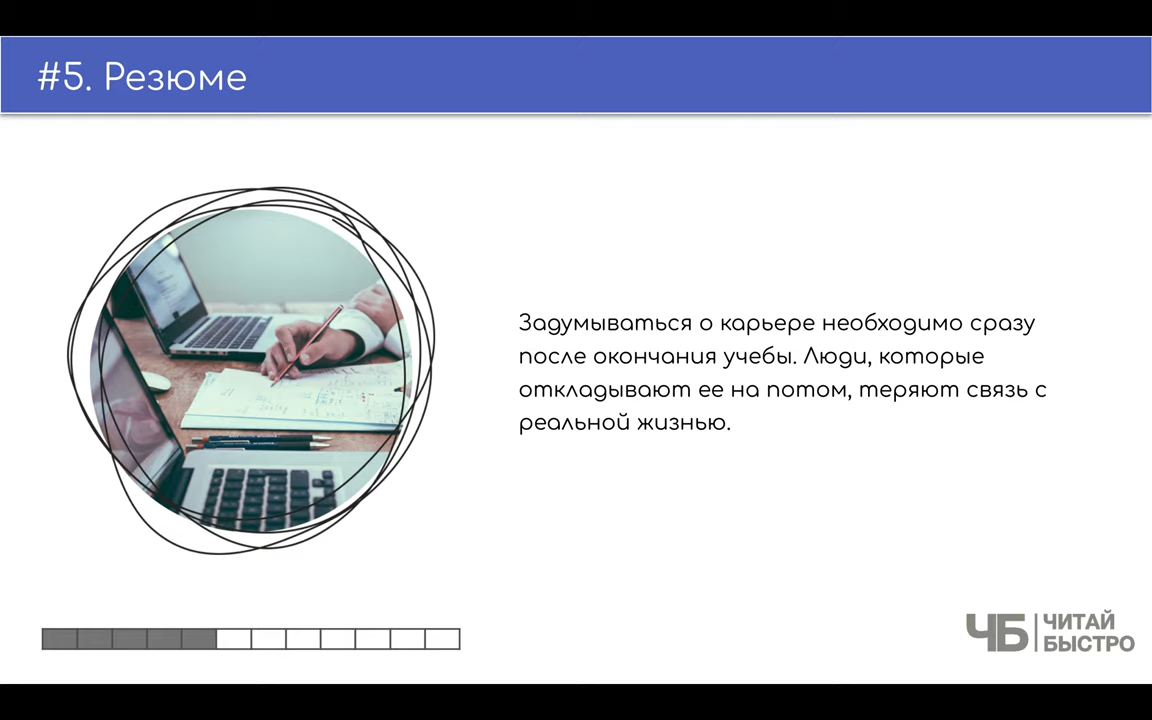 #5. Резюме
Задумываться о карьере необходимо сразу
после окончания учебы. Люди, которые
откладывают ее на потом, теряют связь с
реальной жизнью.
ЧБ
ЧИТАЙ
БЫСТРО